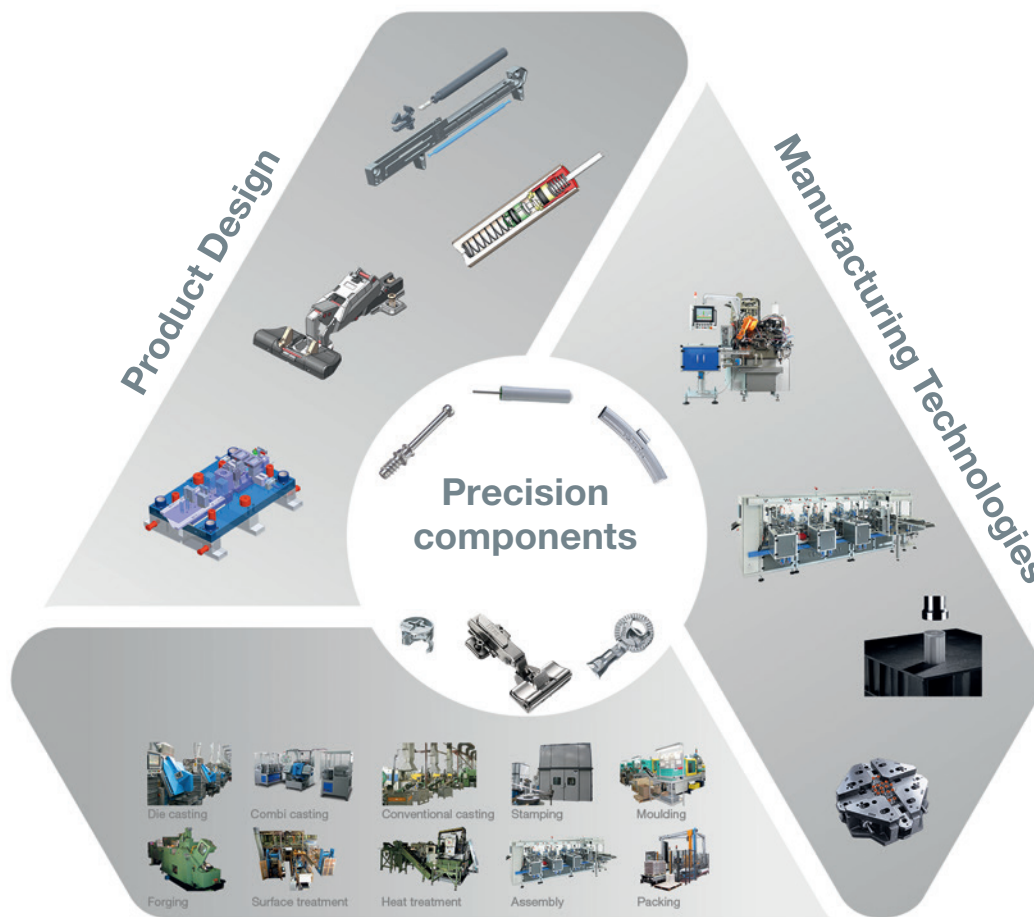 Product Design
Manufacturing Technologies
Precision
components
Die casting
Combi casting
Conventional casting
Stamping
Moulding
Forging
Surface treatment
Heat treatment
Assembly
Packing